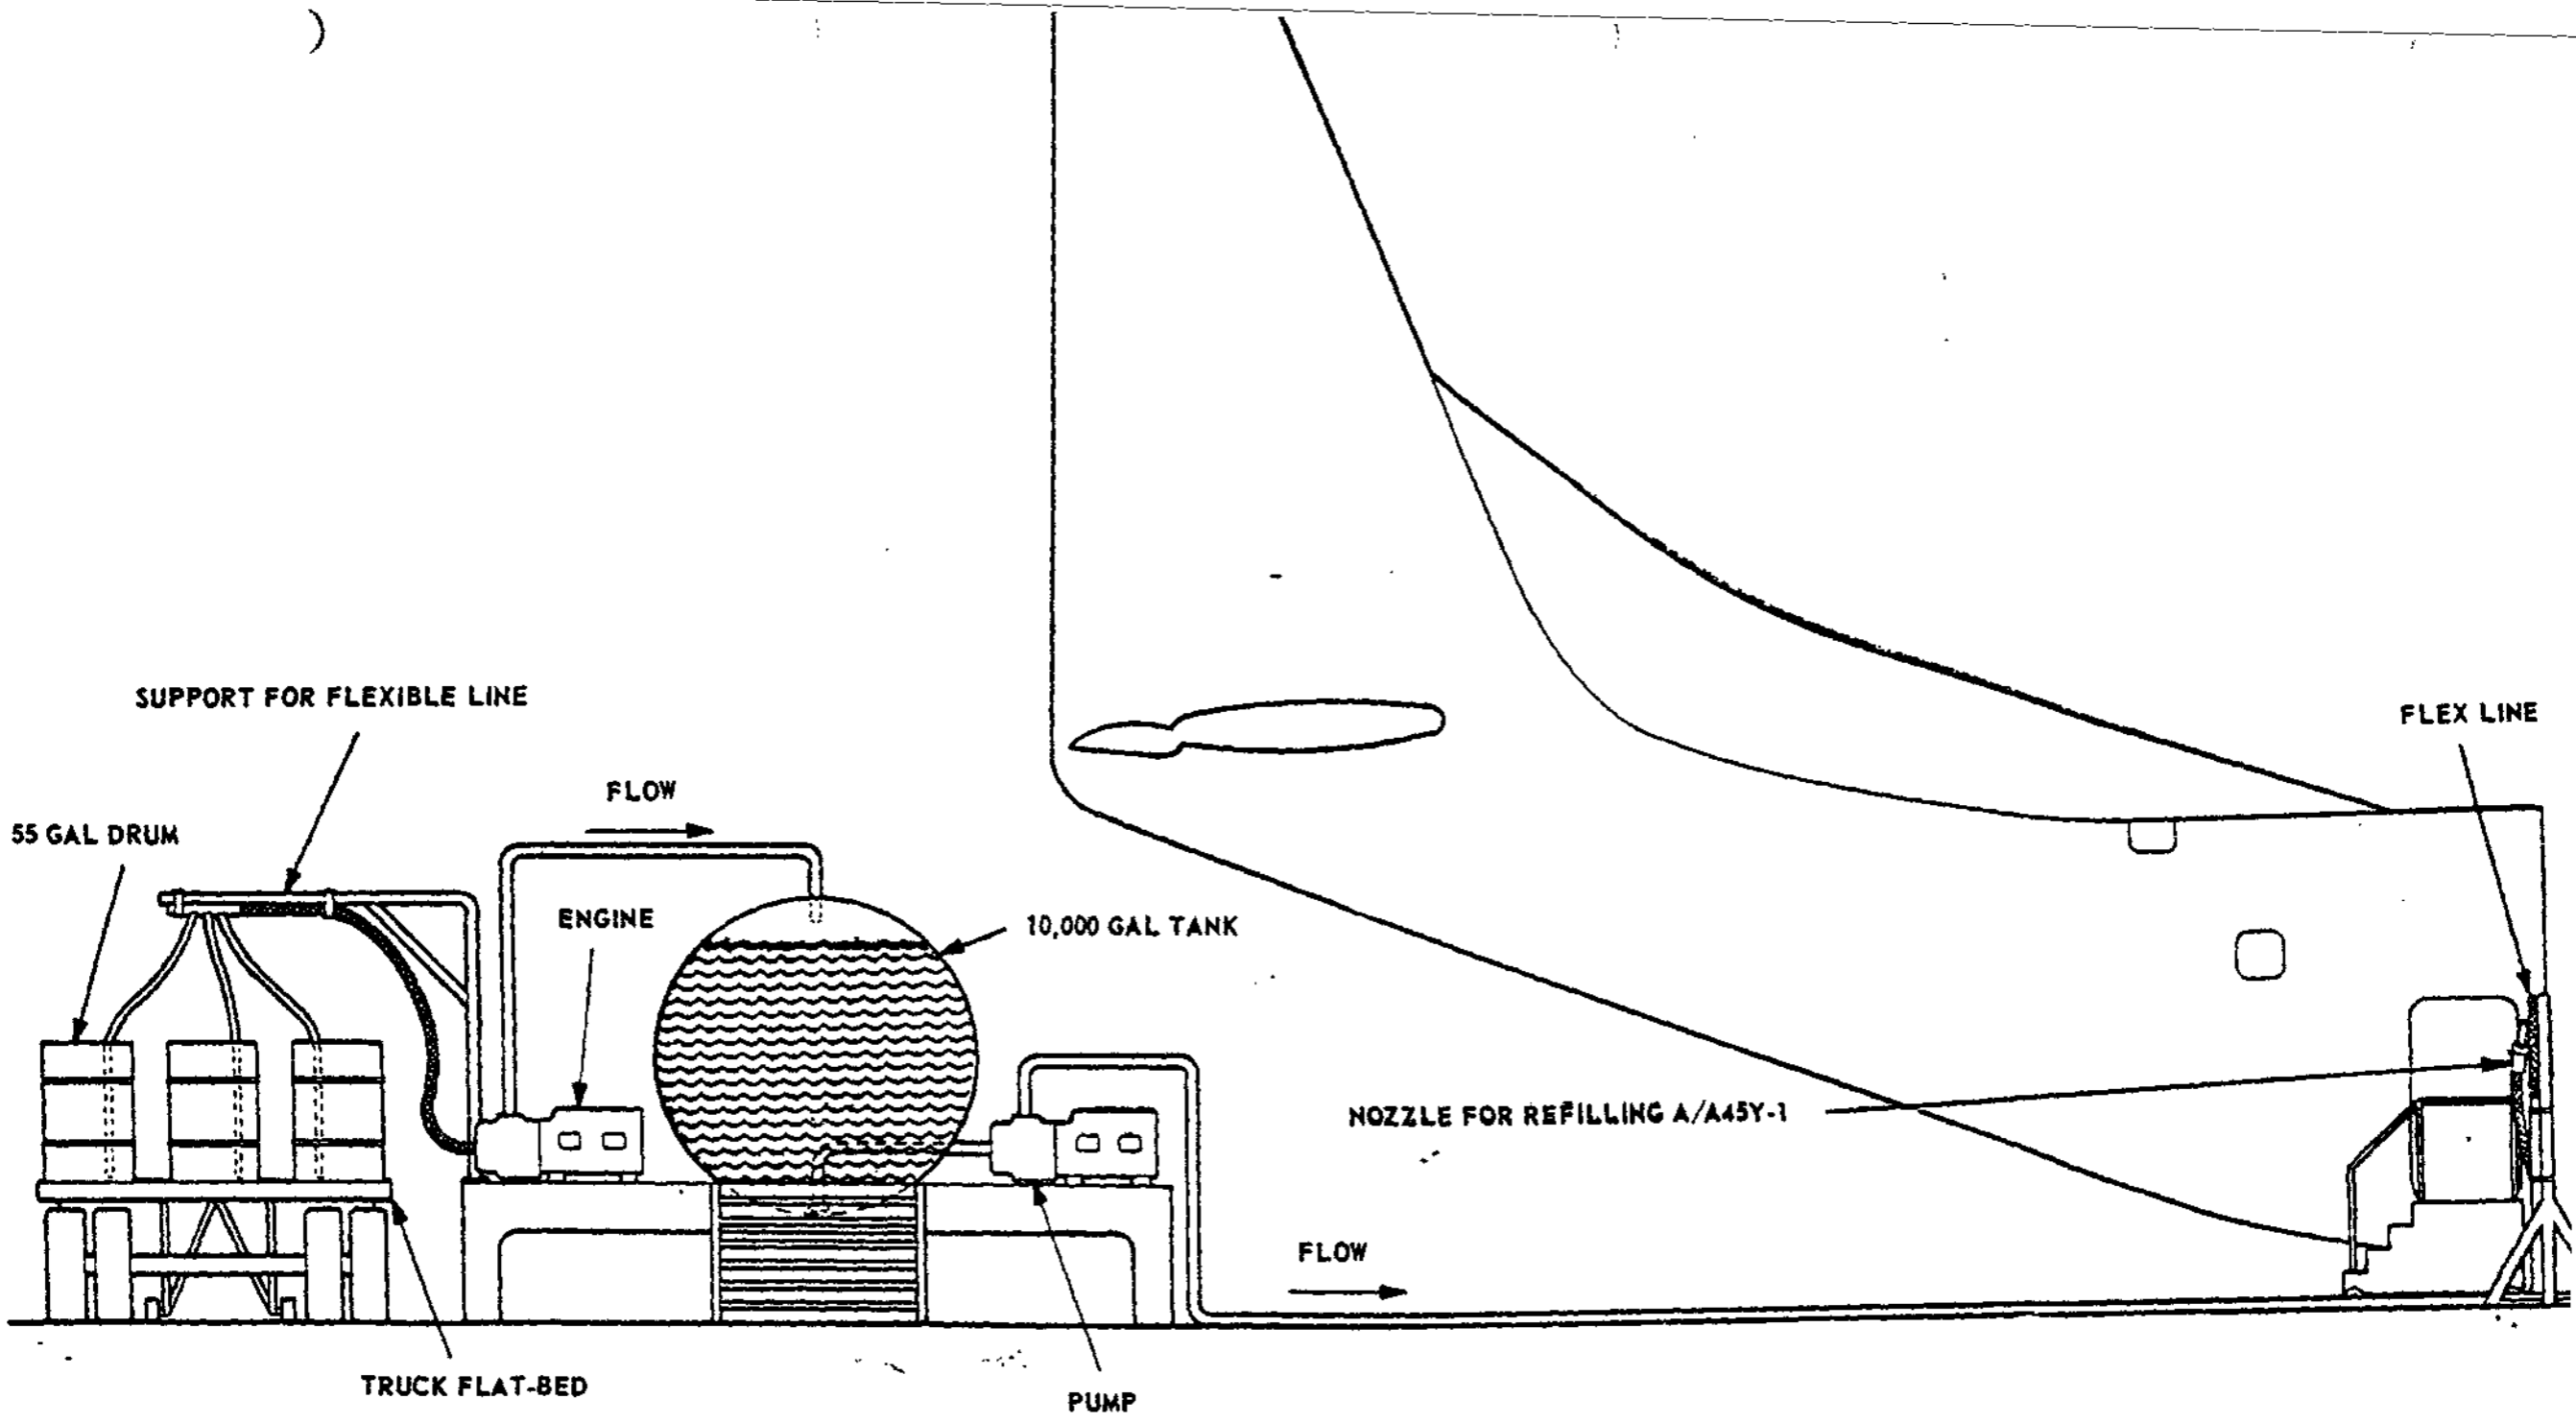 SUPPORT FOR FLEXIBLE LINE
FLEX LINE
FLOW
55 GAL DRUM
ENGINE
10,000 GAL TANK
NOZZLE FOR REFILLING A/A45Y-1
FLOW
TRUCK FLAT-BED
PUMP